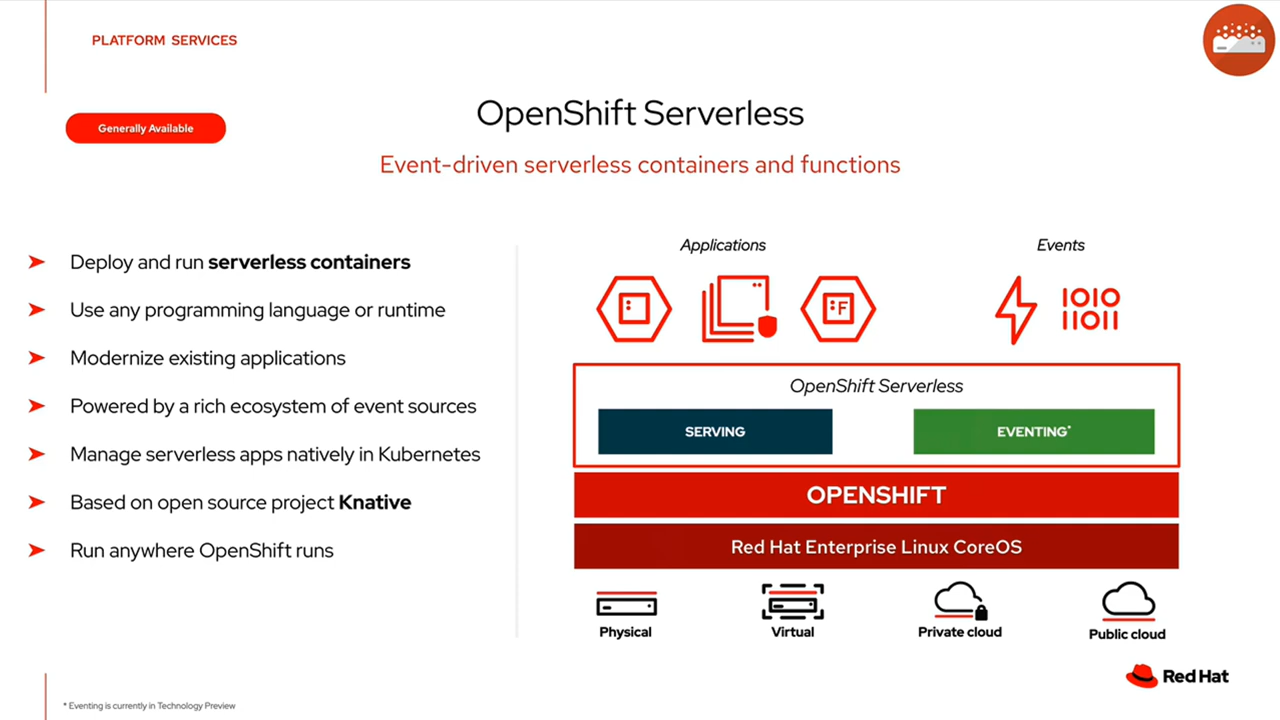 PLATFORM SERVICES
Generally Available
OpenShift Serverless
Event-driven serverless containers and functions
Deploy and run serverless containers
Use any programming language or runtime
Modernize existing applications
Powered by a rich ecosystem of event sources
Manage serverless apps natively in Kubernetes
Based on open source project Knative
Run anywhere OpenShift runs
Applications
Events
F
1010
11011
OpenShift Serverless
SERVING
EVENTING*
OPENSHIFT
Red Hat Enterprise Linux CoreOS
Physical
Virtual
Private cloud
Public cloud
Red Hat
* Eventing is currently in Technology Preview